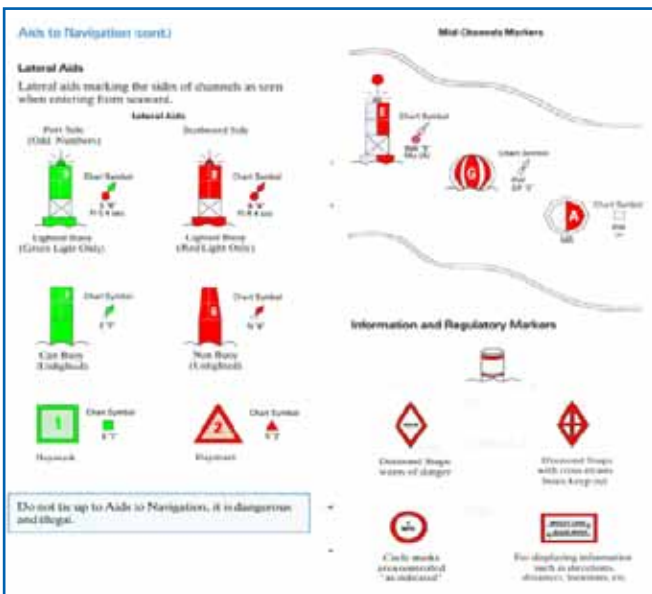 Aids to Navigation (cont.)
Lateral Aids
Lateral aids marking the sides of channels as seen
when entering from seaward.
Lateral Aids
Port Side
(Odd Numbers)
Starboard Side
Chart Symbol
Chart Symbol
Lighted Buoy
(Green Light Only)
Lighted Buoy
(Red Light Only)
Chart Symbol
Chart Symbol
Can Buoy
(Unlighted)
Nun Buoy
(Unlighted)
1
Chart Symbol
2
Chart Symbol
Daymark
Daymark
Do not tie up to Aids to Navigation, it is dangerous
and illegal.
Mid Channels Markers
E
Chart Symbol
G
Chart Symbol
A
Chart Symbol
Information and Regulatory Markers
Diamond Shape
warns of danger
Diamond Shape
with cross means
boats keep out
Circle marks
area controlled
"as indicated"
For displaying information
such as directions,
distances, locations, etc.